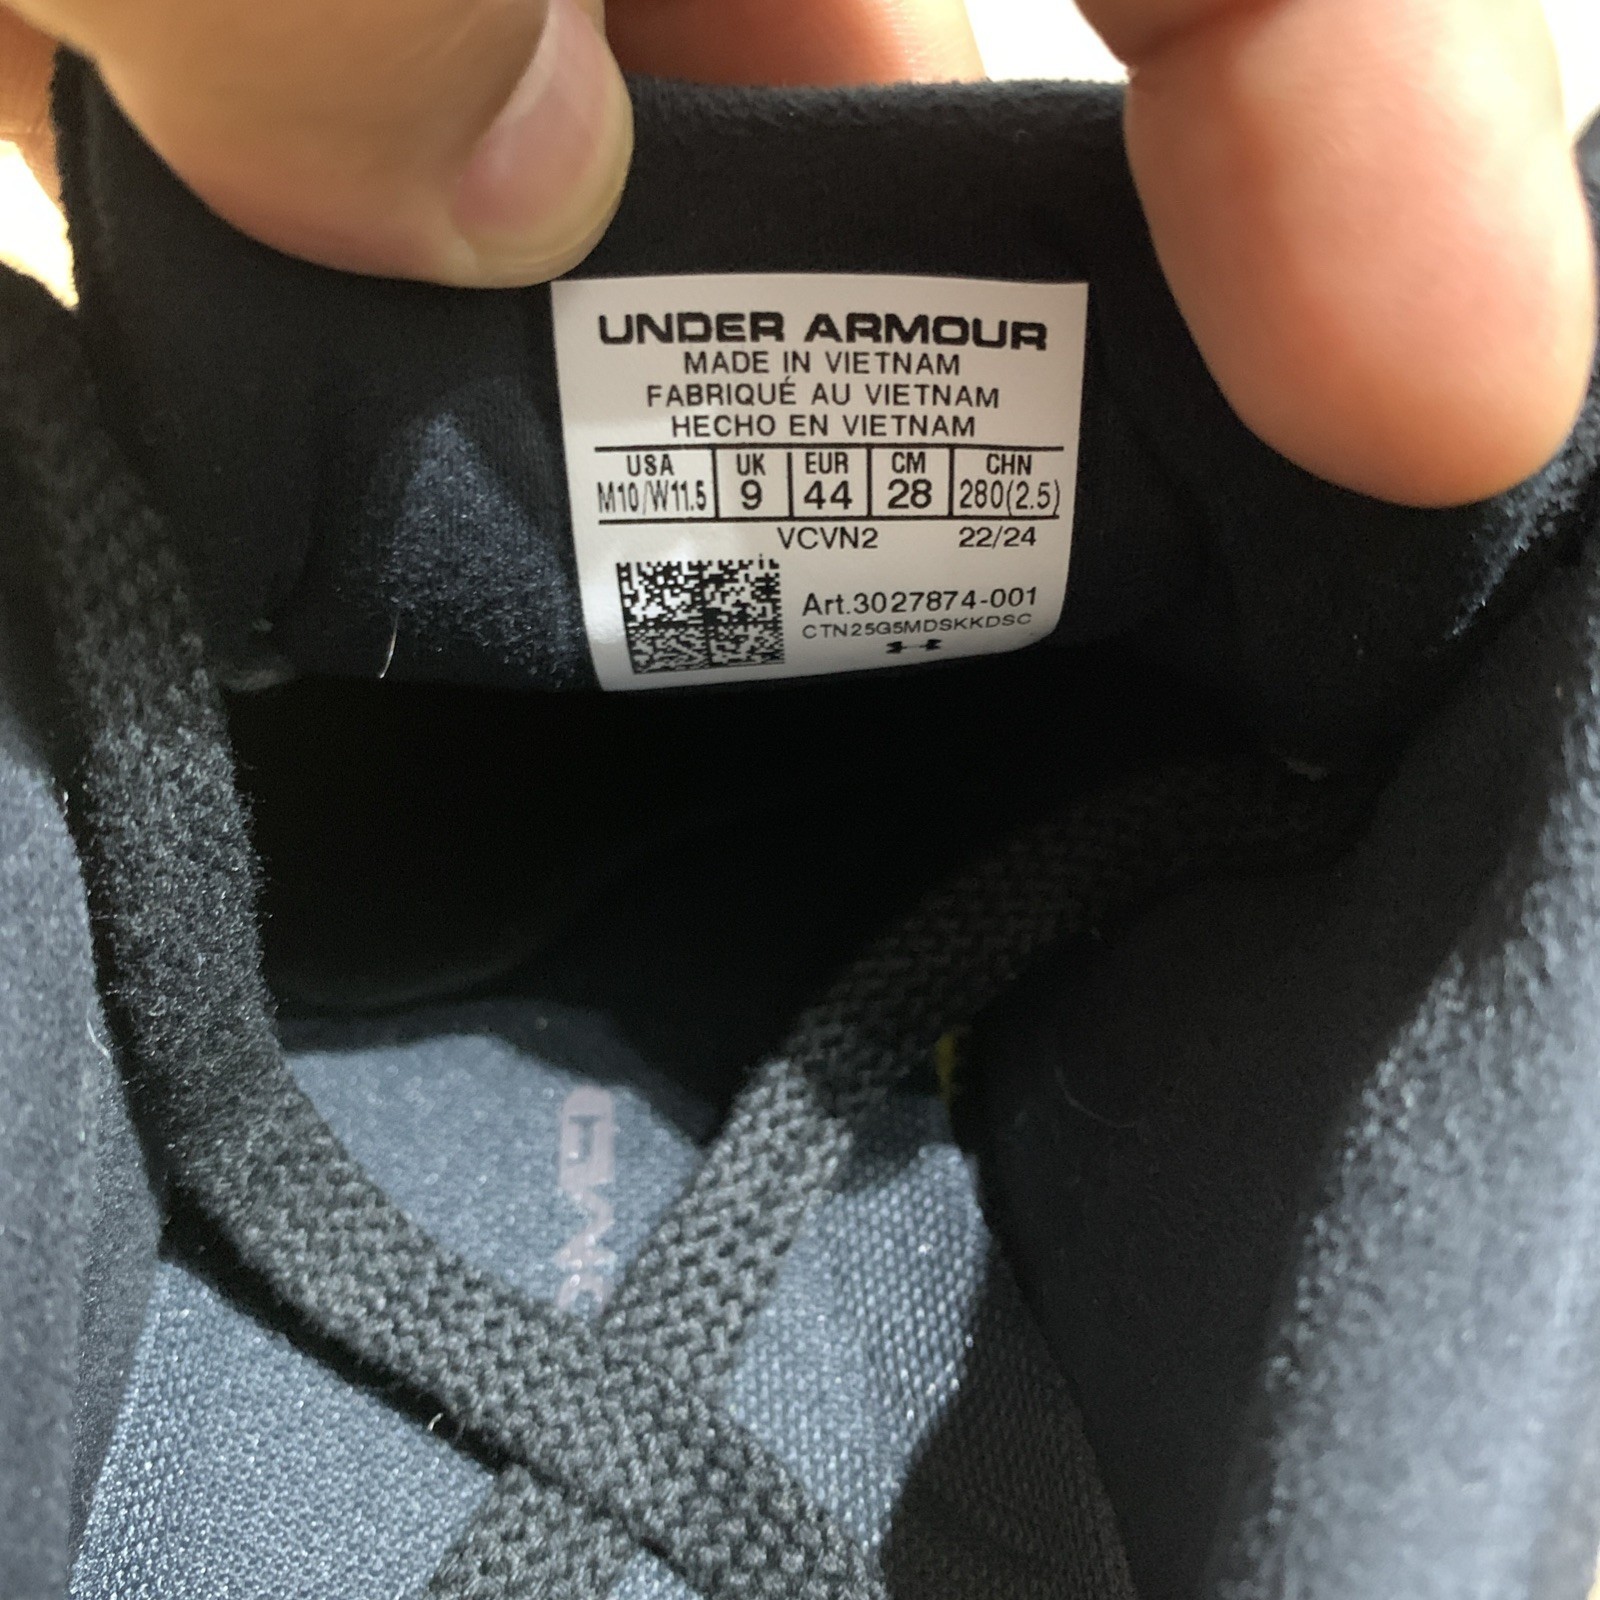 UNDER ARMOUR
MADE IN VIETNAM
FABRIQUÉ AU VIETNAM
HECHO EN VIETNAM
USA UK EUR CM CHN
M10/W11.5 9 44 28 280(2.5)
VCVN2 22/24
Art.3027874-001
CTN25G5MDSKKDSC